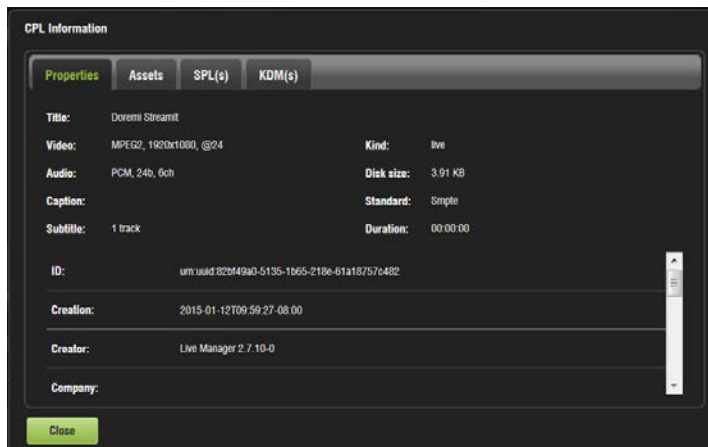 CPL Information
Properties Assets SPL(s) KDM(s)
Title: Doremi Streamit
Video: MPEG2, 1920x1080, @24 Kind: live
Audio: PCM, 24b, 6ch Disk size: 3.91 KB
Caption: Standard: Smpte
Subtitle: 1 track Duration: 00:00:00
ID: urn:uuid:82bf49a0-5135-1b65-218e-61a18757c482
Creation: 2015-01-12T09:59:27-08:00
Creator: Live Manager 2.7.10-0
Company:
Close